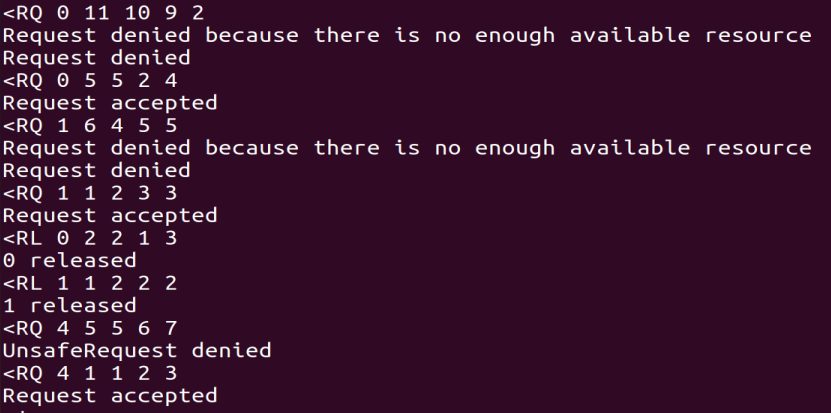 <RQ 0 11 10 9 2
Request denied because there is no enough available resource
Request denied
<RQ 0 5 5 2 4
Request accepted
<RQ 1 6 4 5 5
Request denied because there is no enough available resource
Request denied
<RQ 1 1 2 3 3
Request accepted
<RL 0 2 2 1 3
0 released
<RL 1 1 2 2 2
1 released
<RQ 4 5 5 6 7
UnsafeRequest denied
<RQ 4 1 1 2 3
Request accepted